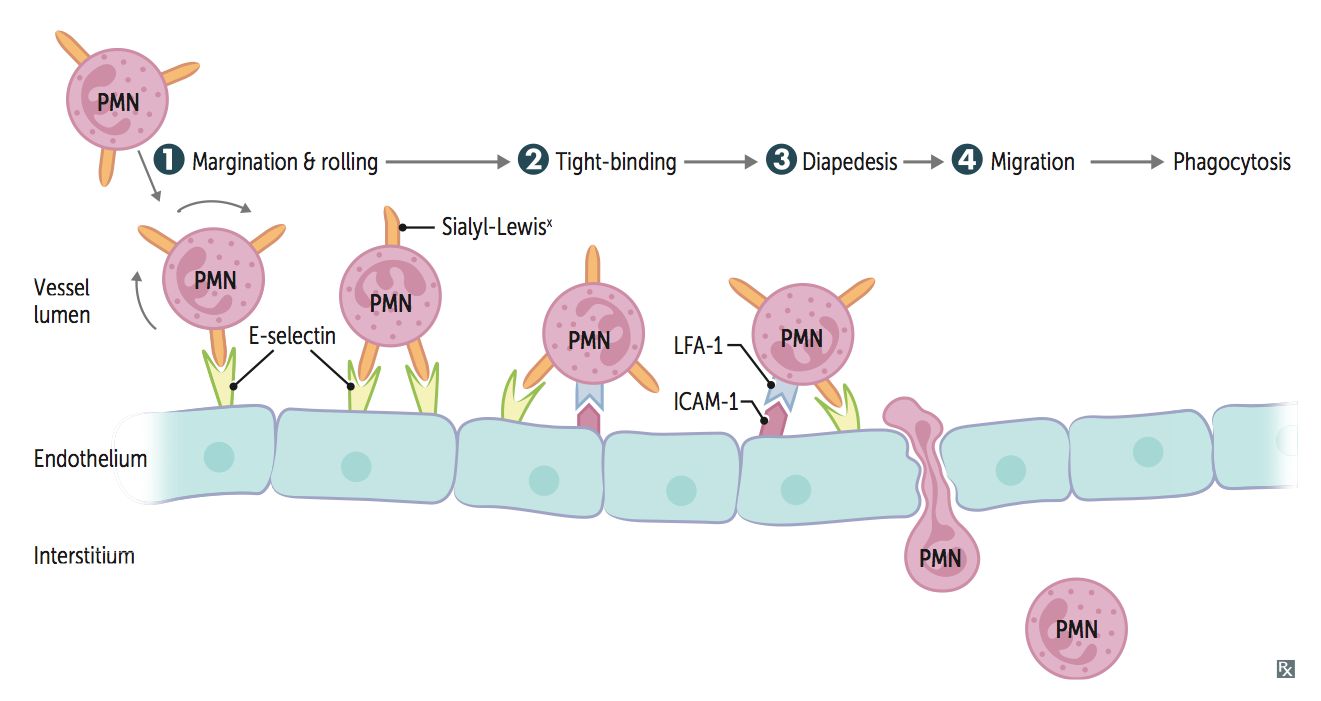 PMN
1 Margination & rolling
2 Tight-binding
3 Diapedesis
4 Migration
Phagocytosis
Sialyl-Lewisˣ
PMN
PMN
Vessel
lumen
E-selectin
PMN
PMN
LFA-1
ICAM-1
Endothelium
Interstitium
PMN
PMN
Rx